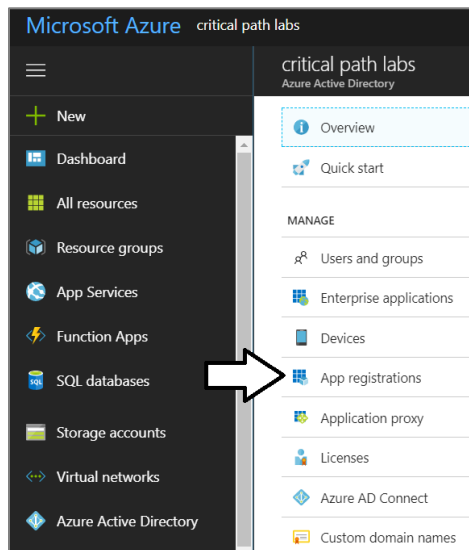 Microsoft Azure critical path labs
critical path labs
Azure Active Directory
New
Dashboard
All resources
Resource groups
App Services
Function Apps
SQL databases
Storage accounts
Virtual networks
Azure Active Directory
Overview
Quick start
MANAGE
Users and groups
Enterprise applications
Devices
App registrations
Application proxy
Licenses
Azure AD Connect
Custom domain names